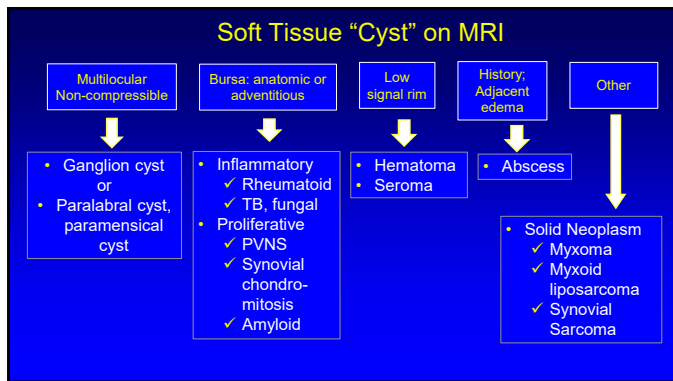 Soft Tissue “Cyst” on MRI
Multilocular
Non-compressible
Bursa: anatomic or
adventitious
Low
signal rim
History;
Adjacent
edema
Other
• Ganglion cyst
or
• Paralabral cyst,
paramensical
cyst
• Inflammatory
✓ Rheumatoid
✓ TB, fungal
• Proliferative
✓ PVNS
✓ Synovial
chondro-
mitosis
✓ Amyloid
• Hematoma
• Seroma
• Abscess
• Solid Neoplasm
✓ Myxoma
✓ Myxoid
liposarcoma
✓ Synovial
Sarcoma